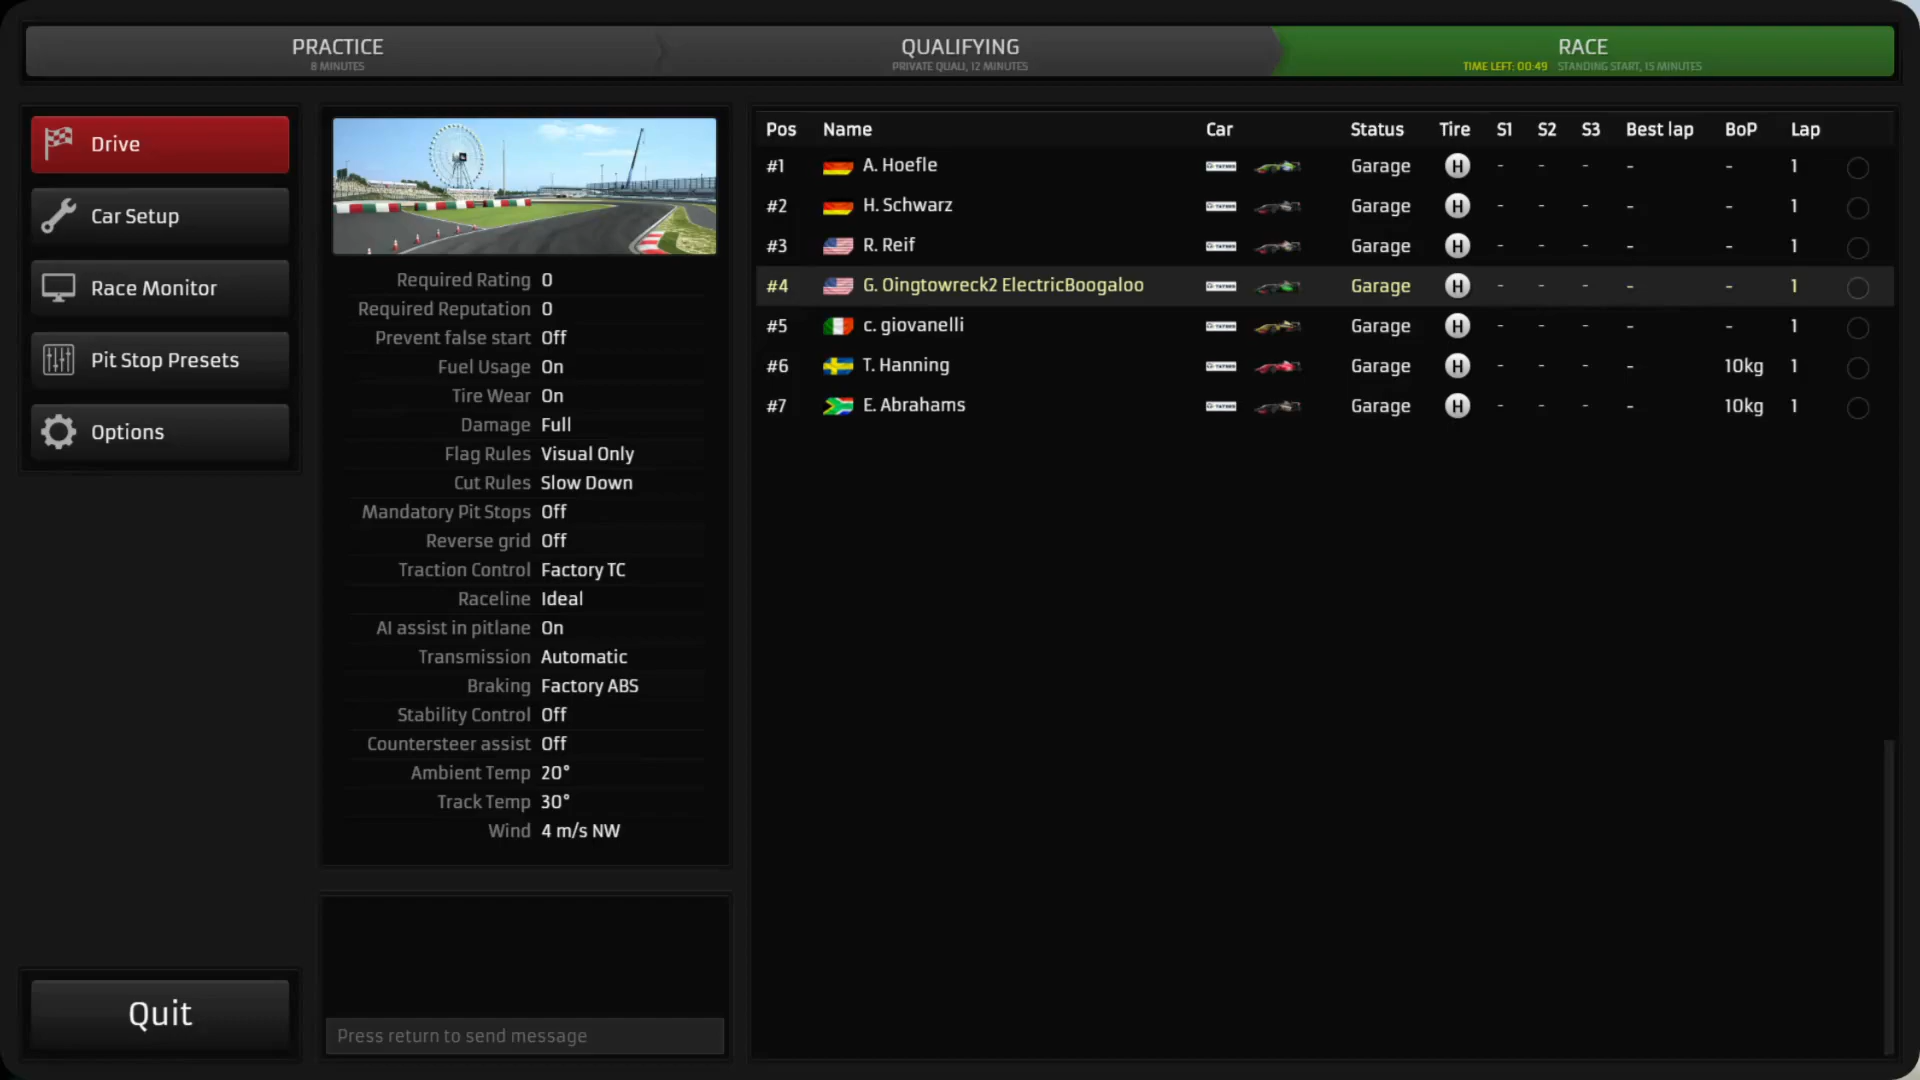 PRACTICE
8 MINUTES
QUALIFYING
PRIVATE QUALI, 12 MINUTES
RACE
TIME LEFT: 00:49 STANDING START, 15 MINUTES
Drive
Car Setup
Race Monitor
Pit Stop Presets
Options
Quit
Required Rating 0
Required Reputation 0
Prevent false start Off
Fuel Usage On
Tire Wear On
Damage Full
Flag Rules Visual Only
Cut Rules Slow Down
Mandatory Pit Stops Off
Reverse grid Off
Traction Control Factory TC
Raceline Ideal
AI assist in pitlane On
Transmission Automatic
Braking Factory ABS
Stability Control Off
Countersteer assist Off
Ambient Temp 20°
Track Temp 30°
Wind 4 m/s NW
Press return to send message
Pos Name Car Status Tire S1 S2 S3 Best lap BoP Lap
#1 A. Hoefle Garage H - - - - - 1
#2 H. Schwarz Garage H - - - - - 1
#3 R. Reif Garage H - - - - - 1
#4 G. Oingtowreck2 ElectricBoogaloo Garage H - - - - - 1
#5 c. giovanelli Garage H - - - - - 1
#6 T. Hanning Garage H - - - - 10kg 1
#7 E. Abrahams Garage H - - - - 10kg 1